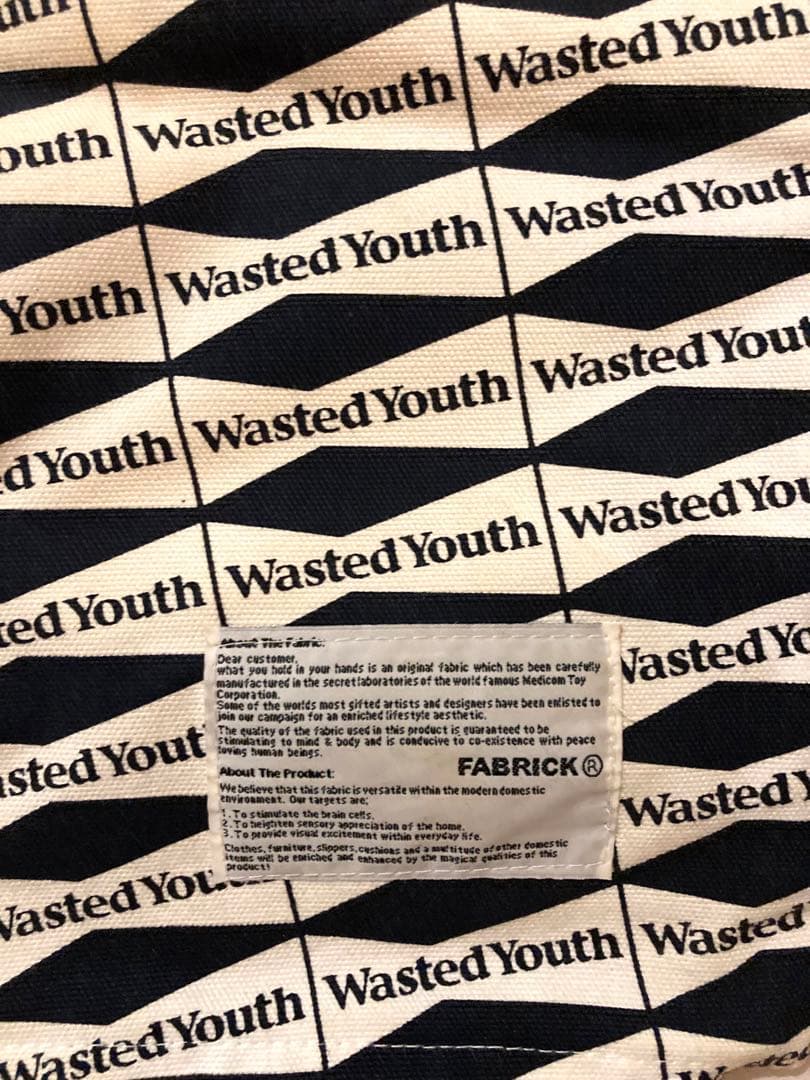 uth
Wasted Youth
outh
Wasted Youth
Wasted Youth
Youth
Wasted Youth
Wasted You
d Youth
Wasted Youth
Wasted You
ted Youth
Wasted Youth
Wasted Yo
sted Yout
Wasted Y
Wasted You
Wasted
Wasted Youth
Wasted Youth
About The Fabric:
Dear customer,
what you hold in your hands is an original fabric which has been carefully
manufactured in the secret laboratories of the world famous Medicom Toy
Corporation.
Some of the worlds most gifted artists and designers have been enlisted to
join our campaign for an enriched lifestyle aesthetic.
The quality of the fabric used in this product is guaranteed to be
stimulating to mind & body and is conducive to co-existence with peace
loving human beings.
FABRICK®
About The Product:
We believe that this fabric is versatile within the modern domestic
environment. Our targets are;
1. To stimulate the brain cells.
2. To heighten sensory appreciation of the home.
3. To provide visual excitement within everyday life.
Clothes, furniture, slippers, cushions and a multitude of other domestic
items will be enriched and enhanced by the magical qualities of this
product!